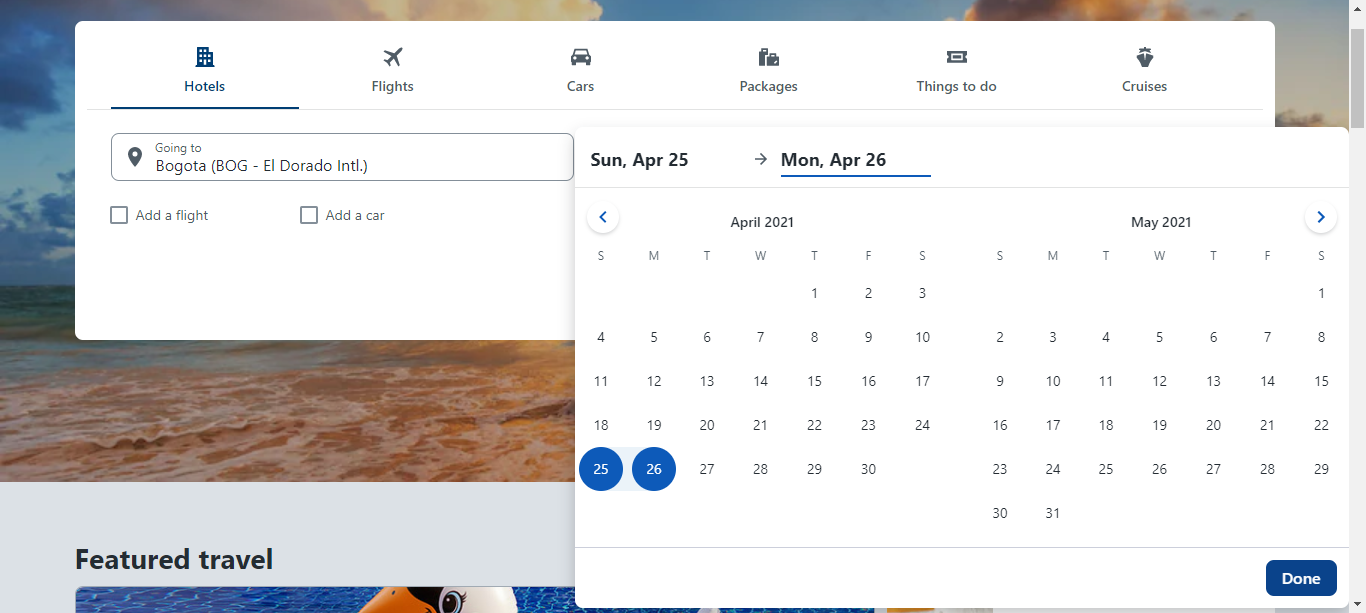 Hotels Flights Cars Packages Things to do Cruises
Going to
Bogota (BOG - El Dorado Intl.)
Add a flight Add a car
Sun, Apr 25 Mon, Apr 26
April 2021
S M T W T F S
1 2 3
4 5 6 7 8 9 10
11 12 13 14 15 16 17
18 19 20 21 22 23 24
25 26 27 28 29 30
May 2021
S M T W T F S
1
2 3 4 5 6 7 8
9 10 11 12 13 14 15
16 17 18 19 20 21 22
23 24 25 26 27 28 29
30 31
Done
Featured travel